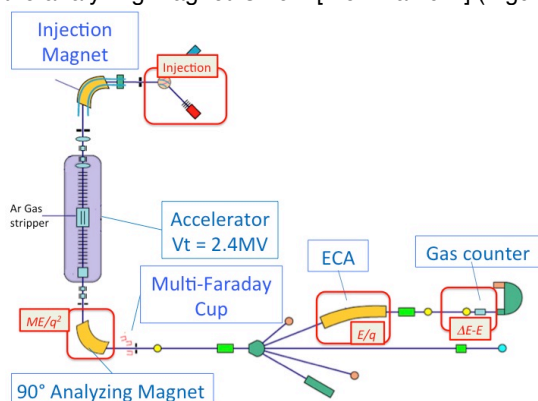 Injection
Magnet
Injection
Ar Gas
stripper
Accelerator
Vt = 2.4MV
ECA
Gas counter
Multi-Faraday
Cup
ME/q²
E/q
ΔE-E
90° Analyzing Magnet